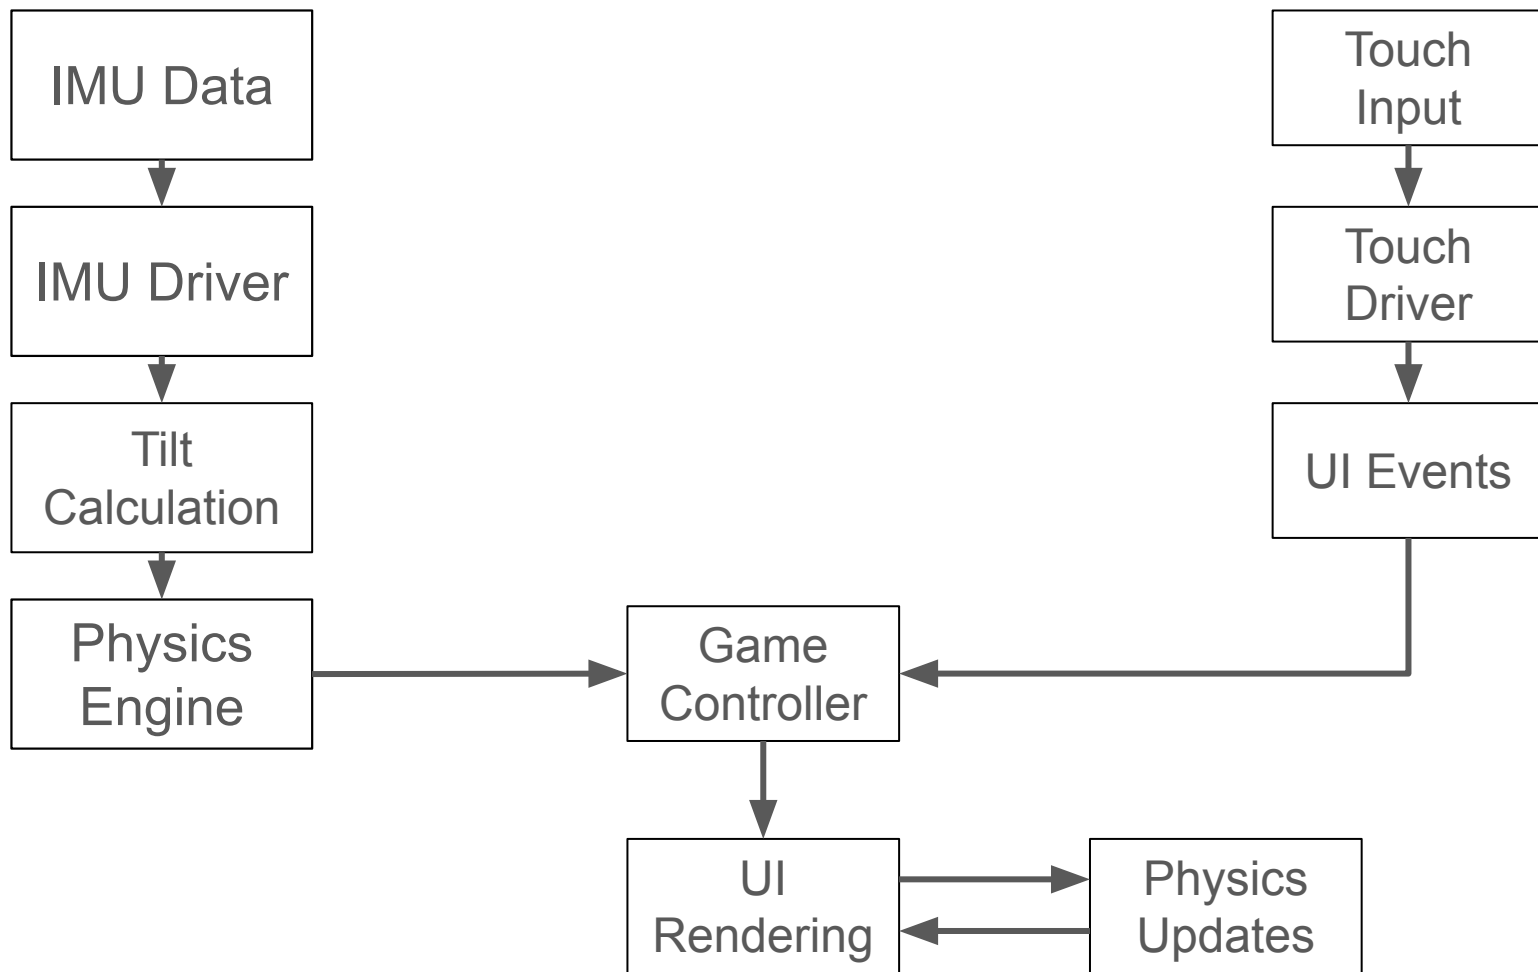 IMU Data
Touch
Input
IMU Driver
Touch
Driver
Tilt
Calculation
UI Events
Physics
Engine
Game
Controller
UI
Rendering
Physics
Updates